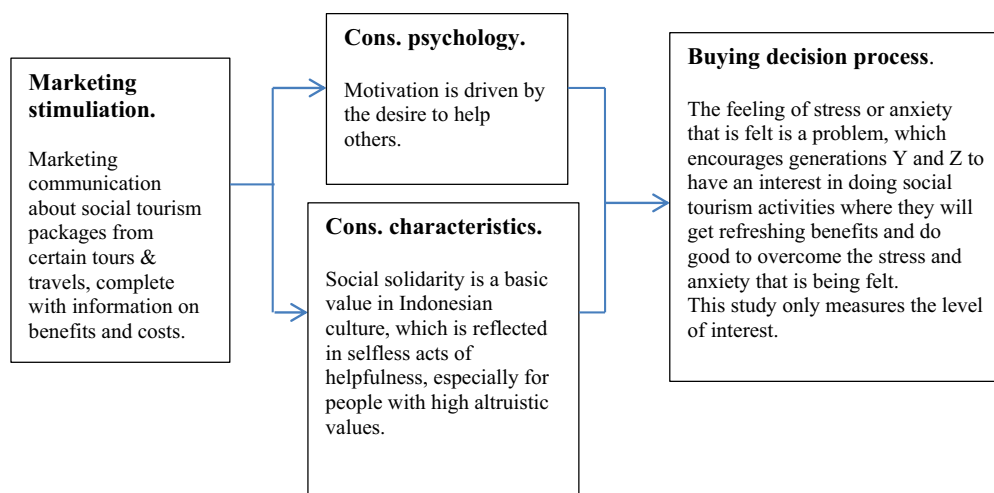 Marketing
stimuliation.
Marketing
communication
about social tourism
packages from
certain tours &
travels, complete
with information on
benefits and costs.
Cons. psychology.
Motivation is driven by
the desire to help
others.
Cons. characteristics.
Social solidarity is a basic
value in Indonesian
culture, which is reflected
in selfless acts of
helpfulness, especially for
people with high altruistic
values.
Buying decision process.
The feeling of stress or anxiety
that is felt is a problem, which
encourages generations Y and Z to
have an interest in doing social
tourism activities where they will
get refreshing benefits and do
good to overcome the stress and
anxiety that is being felt.
This study only measures the level
of interest.